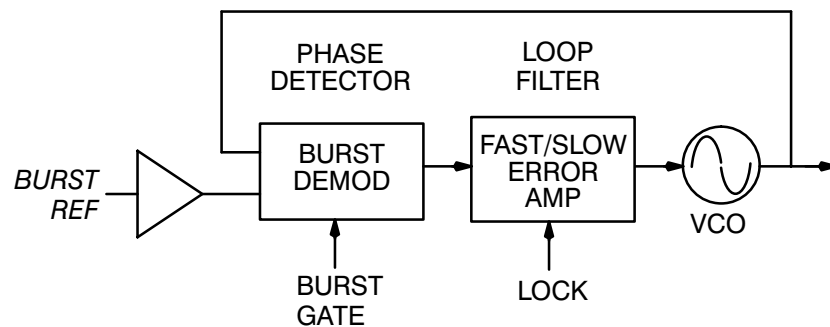 PHASE
DETECTOR
LOOP
FILTER
BURST
REF
BURST
DEMOD
FAST/SLOW
ERROR
AMP
VCO
BURST
GATE
LOCK